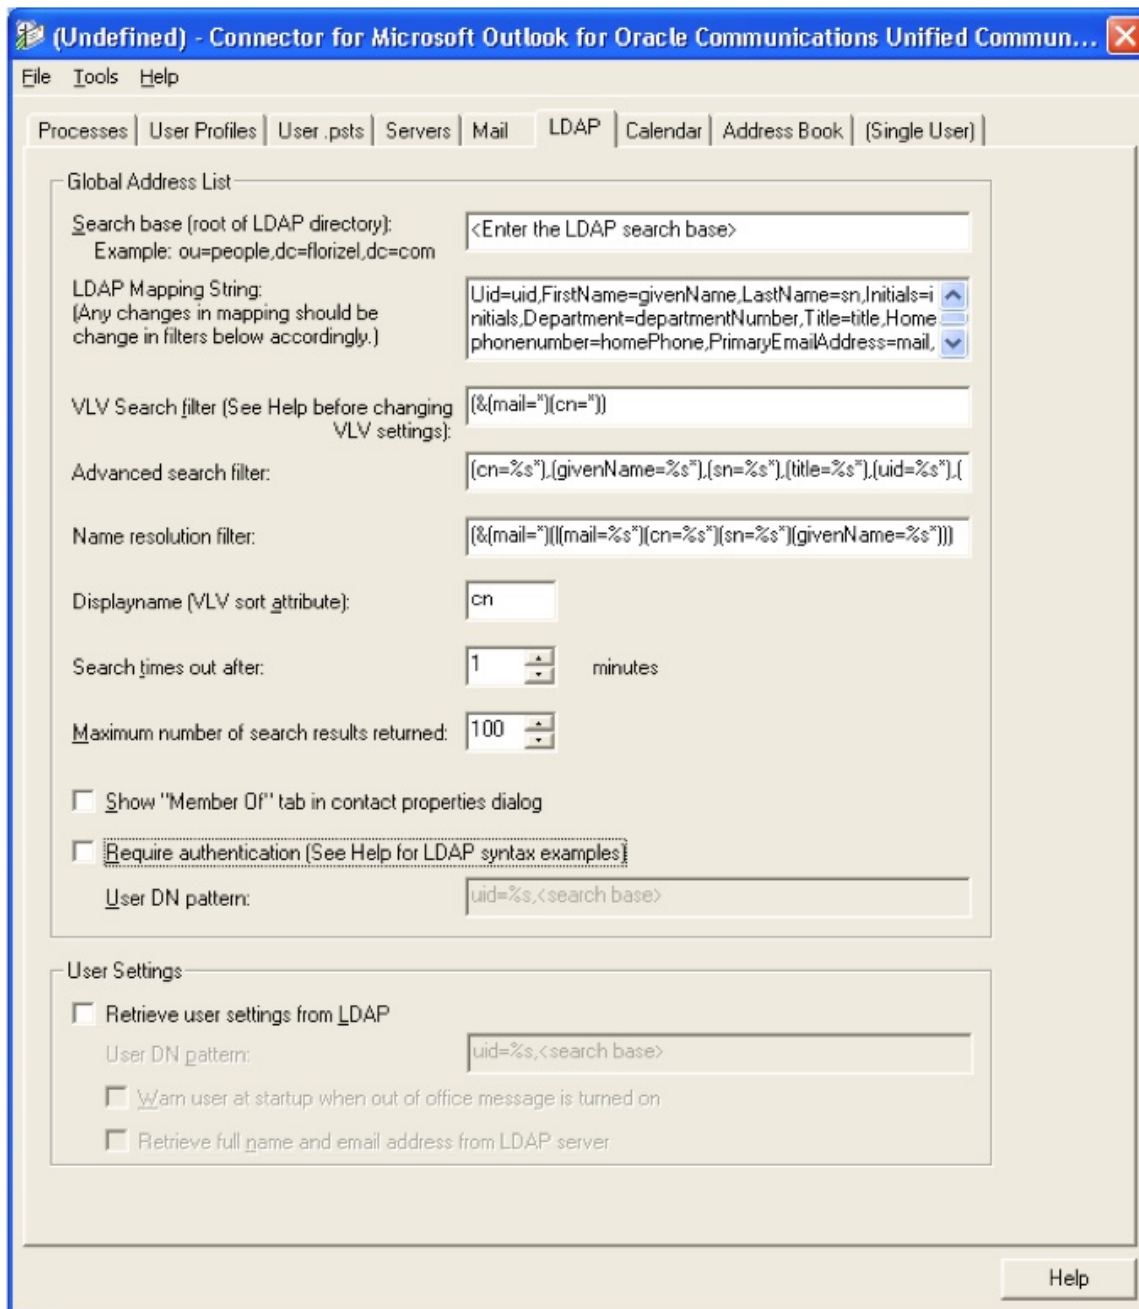 (Undefined) - Connector for Microsoft Outlook for Oracle Communications Unified Commun...
File Tools Help
Processes User Profiles User .psts Servers Mail LDAP Calendar Address Book (Single User)
Global Address List
Search base (root of LDAP directory): <Enter the LDAP search base>
Example: ou=people,dc=florizel,dc=com
LDAP Mapping String: Uid=uid,FirstName=givenName,LastName=sn,Initials=i
(Any changes in mapping should be nitials,Department=departmentNumber,Title=title,Home
change in filters below accordingly.) phonenumber=homePhone,PrimaryEmailAddress=mail,
VLV Search filter (See Help before changing (&(mail=*)(cn=*))
VLV settings):
Advanced search filter: (cn=%s*),(givenName=%s*),(sn=%s*),(title=%s*),(uid=%s*),(
Name resolution filter: (&(mail=*)(|(mail=%s*)(cn=%s*)(sn=%s*)(givenName=%s*)))
Displayname (VLV sort attribute): cn
Search times out after: 1 minutes
Maximum number of search results returned: 100
Show "Member Of" tab in contact properties dialog
Require authentication (See Help for LDAP syntax examples)
User DN pattern: uid=%s,<search base>
User Settings
Retrieve user settings from LDAP
User DN pattern: uid=%s,<search base>
Warn user at startup when out of office message is turned on
Retrieve full name and email address from LDAP server
Help